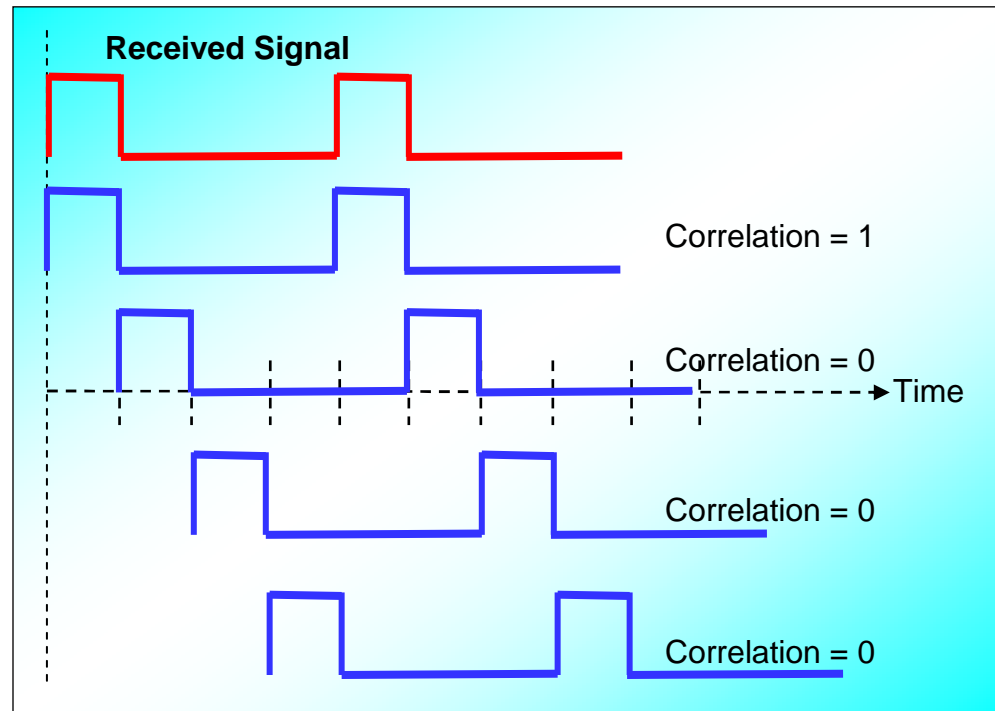 Received Signal
Correlation = 1
Correlation = 0
Time
Correlation = 0
Correlation = 0